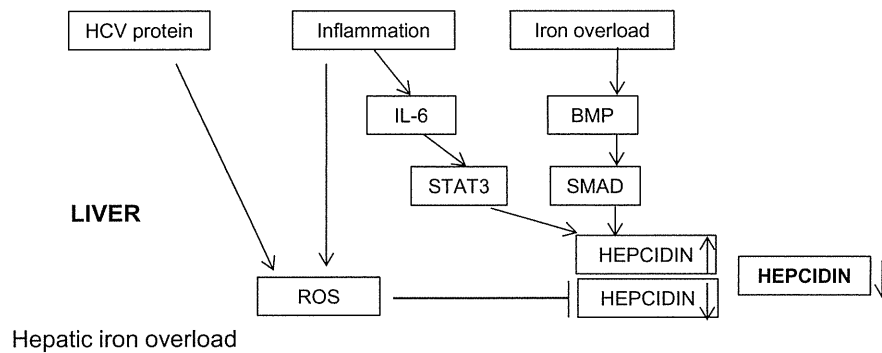 HCV protein
Inflammation
Iron overload
IL-6
BMP
STAT3
SMAD
LIVER
HEPCIDIN
HEPCIDIN
ROS
HEPCIDIN
Hepatic iron overload